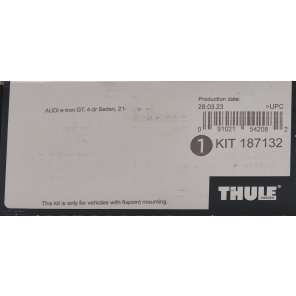 Production date:
28.03.23 >UPC
AUDI e-tron GT, 4-dr Sedan, 21-
0 91021 54208 2
1 KIT 187132
THULE
This kit is only for vehicles with fixpoint mounting.